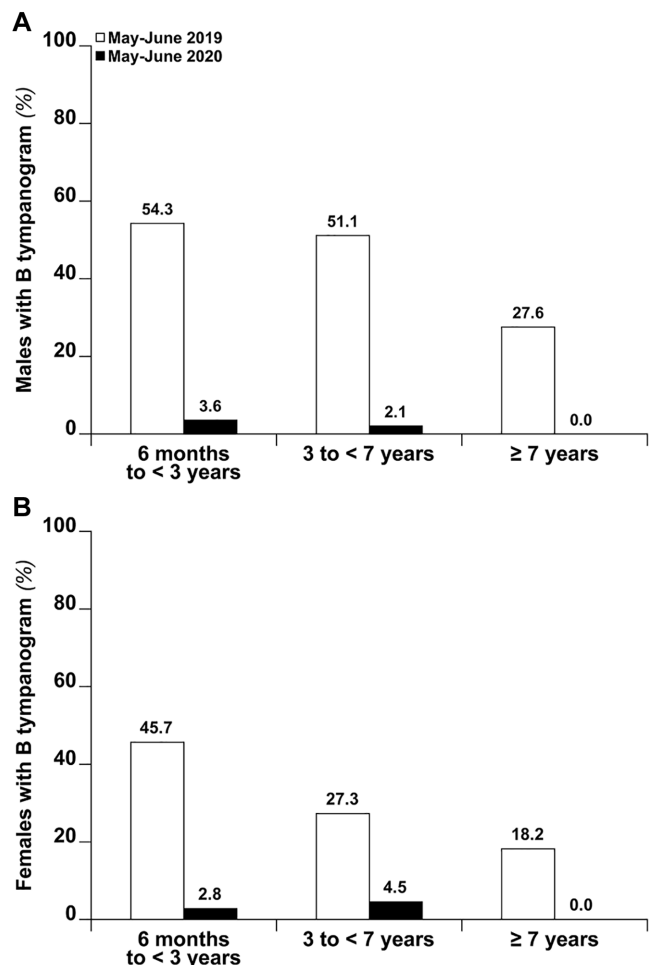 A
May-June 2019
May-June 2020
Males with B tympanogram (%)
100
80
60
40
20
0
54.3
3.6
51.1
2.1
27.6
0.0
6 months
to < 3 years
3 to < 7 years
≥ 7 years
B
Females with B tympanogram (%)
100
80
60
40
20
0
45.7
2.8
27.3
4.5
18.2
0.0
6 months
to < 3 years
3 to < 7 years
≥ 7 years